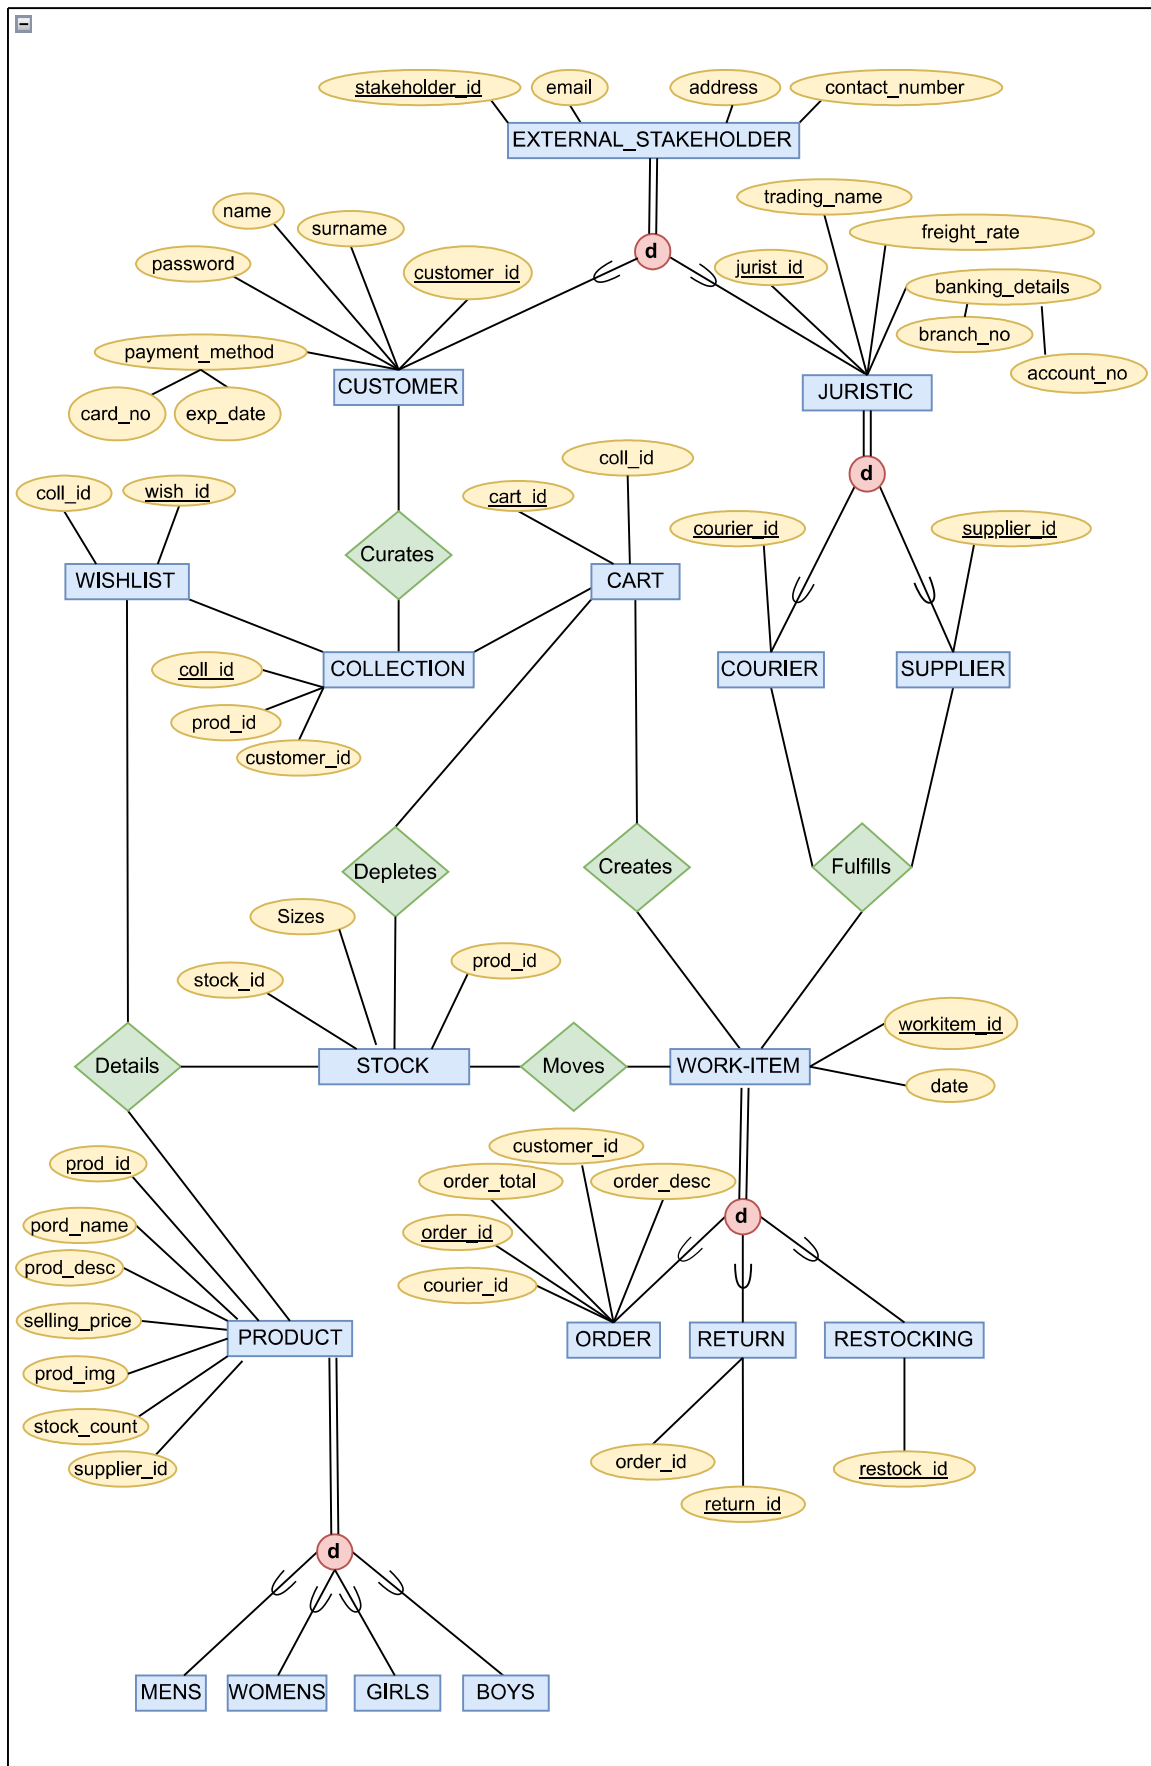 stakeholder_id
email
address
contact_number
EXTERNAL_STAKEHOLDER
trading_name
name
surname
freight_rate
d
password
customer_id
jurist_id
banking_details
branch_no
payment_method
account_no
card_no
exp_date
CUSTOMER
JURISTIC
coll_id
d
coll_id
wish_id
cart_id
courier_id
supplier_id
Curates
WISHLIST
CART
coll_id
COLLECTION
COURIER
SUPPLIER
prod_id
customer_id
Depletes
Creates
Fulfills
Sizes
prod_id
stock_id
workitem_id
Details
STOCK
Moves
WORK-ITEM
date
customer_id
prod_id
order_total
order_desc
pord_name
order_id
d
prod_desc
courier_id
selling_price
PRODUCT
ORDER
RETURN
RESTOCKING
prod_img
stock_count
supplier_id
order_id
restock_id
return_id
d
MENS
WOMENS
GIRLS
BOYS